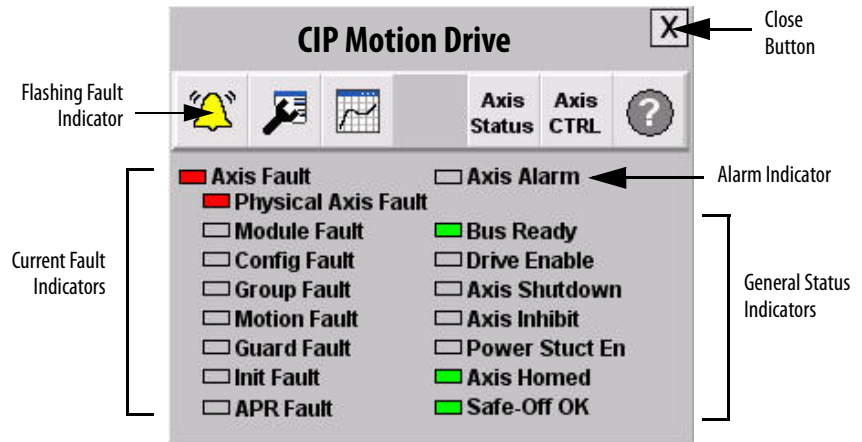 CIP Motion Drive
X
Close
Button
Flashing Fault
Indicator
Axis
Status
Axis
CTRL
?
Axis Fault
Physical Axis Fault
Module Fault
Config Fault
Group Fault
Motion Fault
Guard Fault
Init Fault
APR Fault
Axis Alarm
Bus Ready
Drive Enable
Axis Shutdown
Axis Inhibit
Power Stuct En
Axis Homed
Safe-Off OK
Alarm Indicator
Current Fault
Indicators
General Status
Indicators